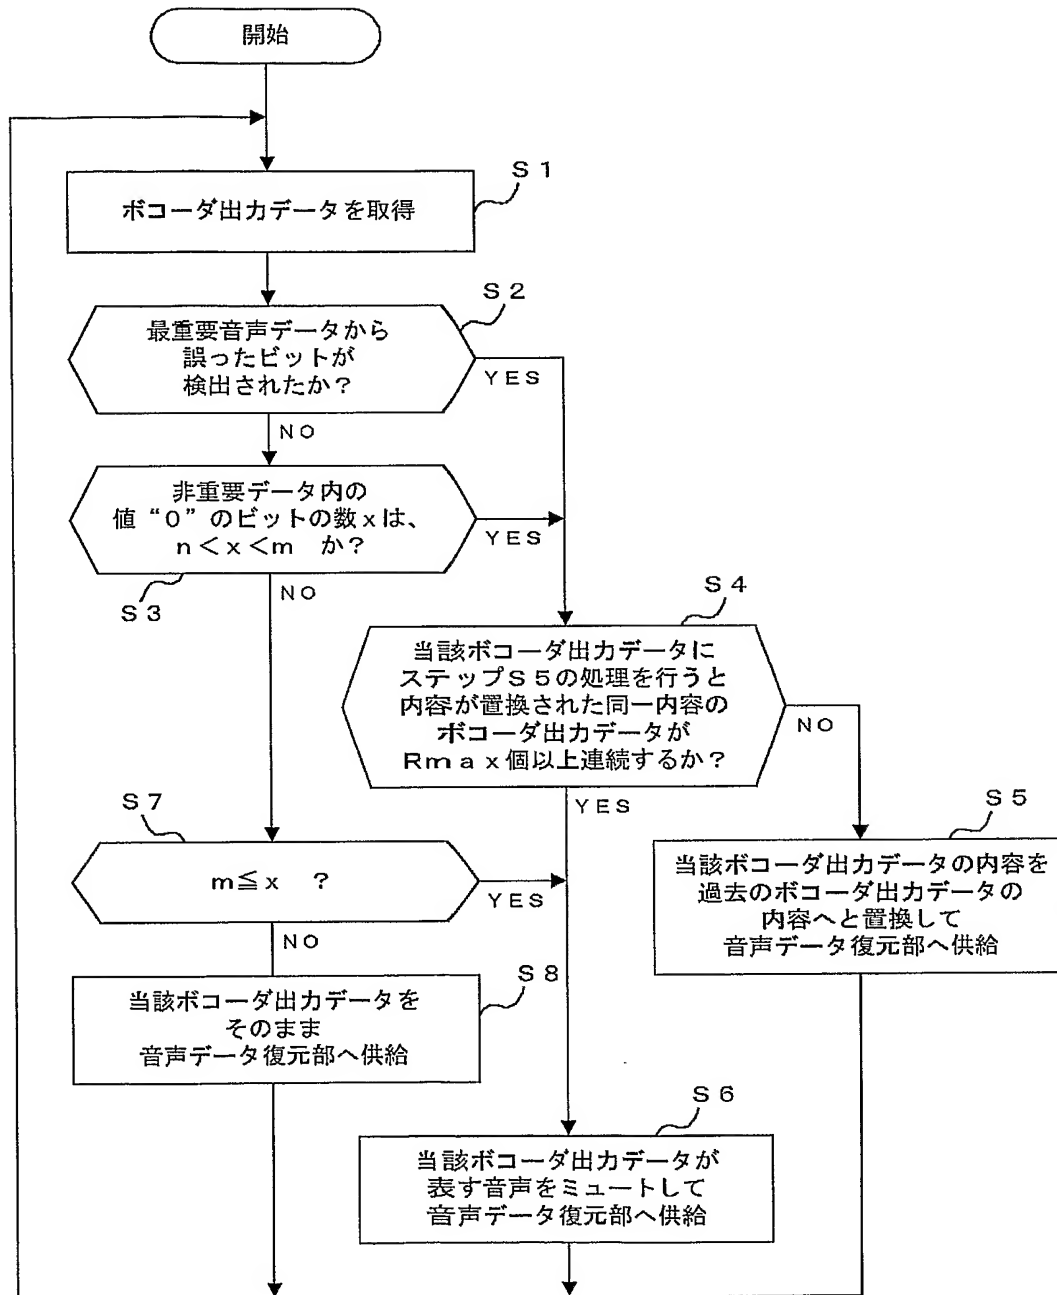 開始
S1
ボコーダ出力データを取得
S2
最重要音声データから
誤ったビットが
検出されたか?
YES
NO
非重要データ内の
値“0”のビットの数xは、
n<x<m か?
YES
S3
NO
S4
当該ボコーダ出力データに
ステップS5の処理を行うと
内容が置換された同一内容の
ボコーダ出力データが
Rmax個以上連続するか?
NO
YES
S5
当該ボコーダ出力データの内容を
過去のボコーダ出力データの
内容へと置換して
音声データ復元部へ供給
S7
m≦x ?
YES
NO
S8
当該ボコーダ出力データを
そのまま
音声データ復元部へ供給
S6
当該ボコーダ出力データが
表す音声をミュートして
音声データ復元部へ供給